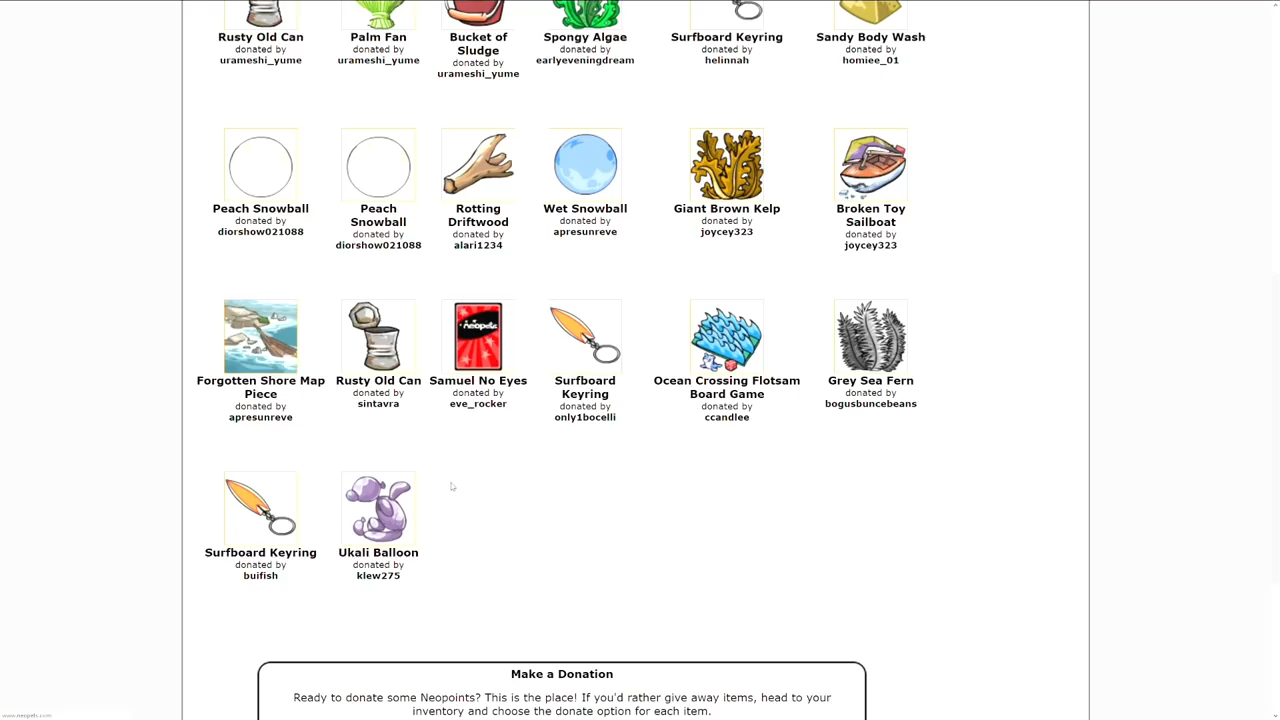 Rusty Old Can
donated by
urameshi_yume
Palm Fan
donated by
urameshi_yume
Bucket of
Sludge
donated by
urameshi_yume
Spongy Algae
donated by
earlyeveningdream
Surfboard Keyring
donated by
helinnah
Sandy Body Wash
donated by
homiee_01
Peach Snowball
donated by
diorshow021088
Peach
Snowball
donated by
diorshow021088
Rotting
Driftwood
donated by
alari1234
Wet Snowball
donated by
apresunreve
Giant Brown Kelp
donated by
joycey323
Broken Toy
Sailboat
donated by
joycey323
Forgotten Shore Map
Piece
donated by
apresunreve
Rusty Old Can
donated by
sintavra
neopets
Samuel No Eyes
donated by
eve_rocker
Surfboard
Keyring
donated by
only1bocelli
Ocean Crossing Flotsam
Board Game
donated by
ccandlee
Grey Sea Fern
donated by
bogusbuncebeans
Surfboard Keyring
donated by
buifish
Ukali Balloon
donated by
klew275
Make a Donation
Ready to donate some Neopoints? This is the place! If you'd rather give away items, head to your
inventory and choose the donate option for each item.
www.neopets.com